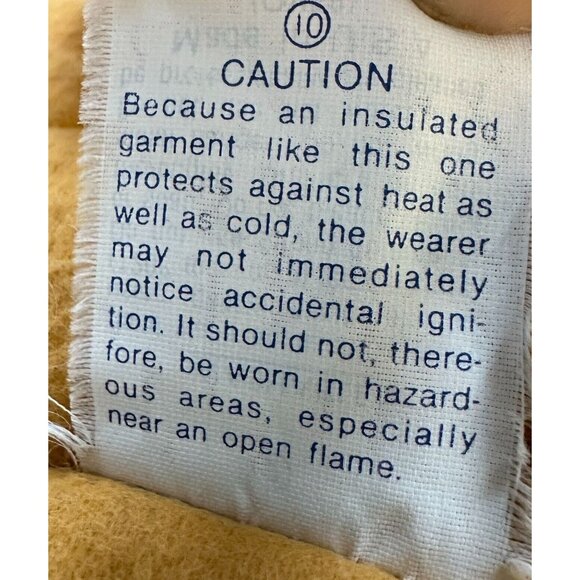 10
CAUTION
Because an insulated
garment like this one
protects against heat as
well as cold, the wearer
may not immediately
notice accidental igni-
tion. It should not, there-
fore, be worn in hazard-
ous areas, especially
near an open flame.